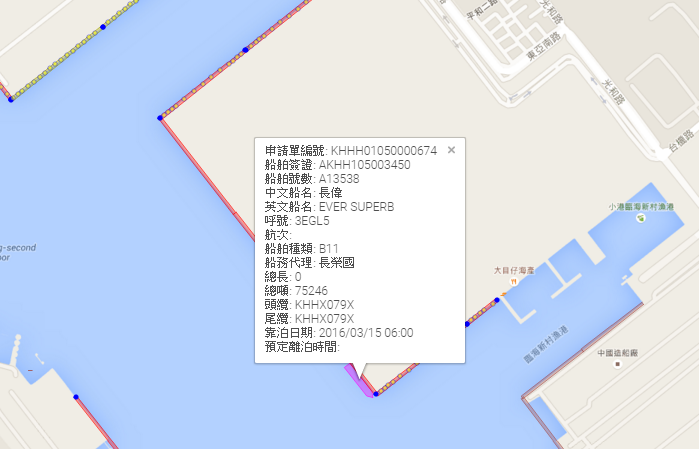 平和二路
光和路
東亞南路
光和路
台機路
申請單編號: KHHH01050000674
船舶簽證: AKHH105003450
船舶號數: A13538
中文船名: 長偉
英文船名: EVER SUPERB
呼號: 3EGL5
航次:
船舶種類: B11
船務代理: 長榮國
總長: 0
總噸: 75246
頭纜: KHHX079X
尾纜: KHHX079X
靠泊日期: 2016/03/15 06:00
預定離泊時間:
小港臨海新村漁港
g-second
or
大目仔海產
臨海新村漁港
中國造船廠